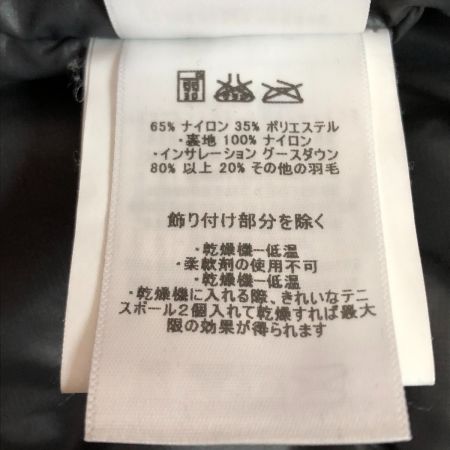 65% ナイロン 35% ポリエステル
・裏地 100% ナイロン
・インサレーション グースダウン
80% 以上 20% その他の羽毛
飾り付け部分を除く
・乾燥機ー低温
・柔軟剤の使用不可
・乾燥機ー低温
・乾燥機に入れる際、きれいなテニ
スボール2個入れて乾燥すれば最大
限の効果が得られます